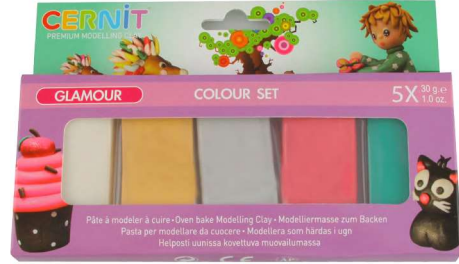 CERNiT
PREMIUM MODELLING CLAY
GLAMOUR
COLOUR SET
5X 30 g.e
1.0 oz.
Pâte à modeler à cuire • Oven bake Modelling Clay • Modelliermasse zum Backen
Pasta per modellare da cuocere • Modellera som härdas i ugn
Helposti uunissa kovettuva muovailumassa
CE